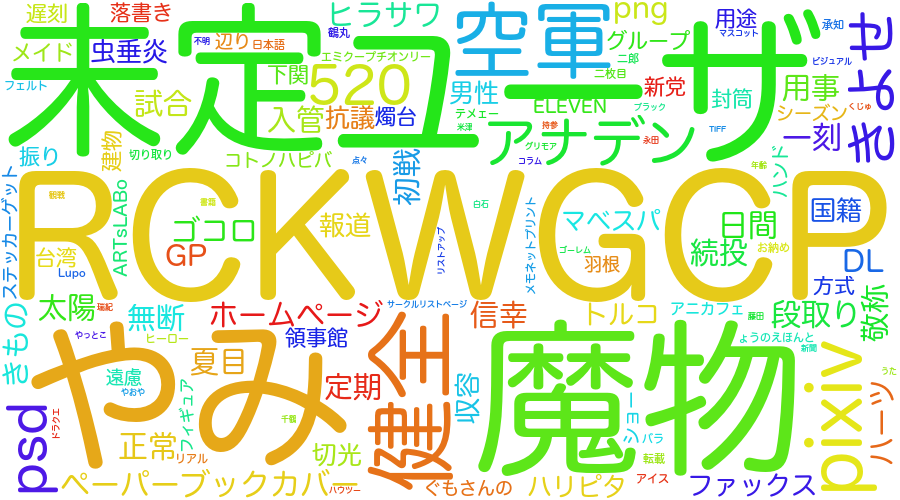 遅刻
落書き
鶴丸
ヒラサワ
空軍
png
用途
マスコット
承知
きよせ
未定ユーザ
メイド
虫垂炎
不明
辺り
日本語
エミクープチオンリー
グループ
二郎
ビジュアル
フェルト
下関
520
二枚目
新党
用事
試合
入管
抗議
燭台
男性
テメェー
ELEVEN
ブラック
封筒
シーズン
くじゅ
建物
米津
持参
永田
TIFF
一刻
アナデン
グリモア
コラム
振り
切り取り
コトノハビバ
点々
初戦
年齢
ハンド
ステッカーゲット
観戦
RCKWGCP
書籍
白石
ARTsLABo
ゴコロ
報道
マベスパ
日間
国籍
台湾
Lupo
GP
リストアップ
メモネットプリント
ゴーレム
羽根
続投
お納め
DL
方式
太陽
瑞紀
無断
ホームページ
サークルリストページ
信幸
トルコ
アニカフェ
藤田
段取り
敬称
きもの
やっとこ
ヒーロー
領事館
ょうのえほんと
新聞
やみ
夏目
健全
魔物
遠慮
やおや
フィギュア
定期
収容
pixiv
うた
ハーツ
psd
ドラクエ
千鶴
正常
リアル
切光
ショー
バラ
転載
ペーパーブックカバー
ハウツー
ぐもさんの
ハリピタ
アイス
ファックス